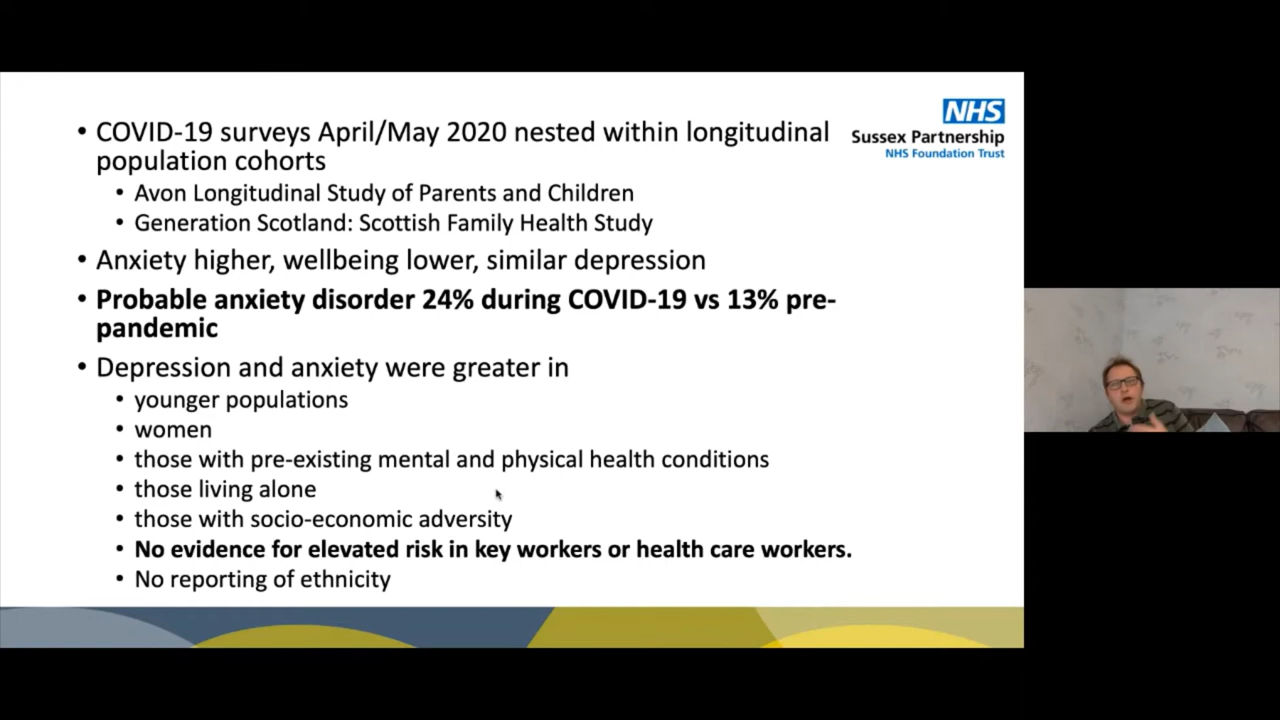 • COVID-19 surveys April/May 2020 nested within longitudinal
population cohorts
• Avon Longitudinal Study of Parents and Children
• Generation Scotland: Scottish Family Health Study
• Anxiety higher, wellbeing lower, similar depression
• Probable anxiety disorder 24% during COVID-19 vs 13% pre-
pandemic
• Depression and anxiety were greater in
• younger populations
• women
• those with pre-existing mental and physical health conditions
• those living alone
• those with socio-economic adversity
• No evidence for elevated risk in key workers or health care workers.
• No reporting of ethnicity
NHS
Sussex Partnership
NHS Foundation Trust